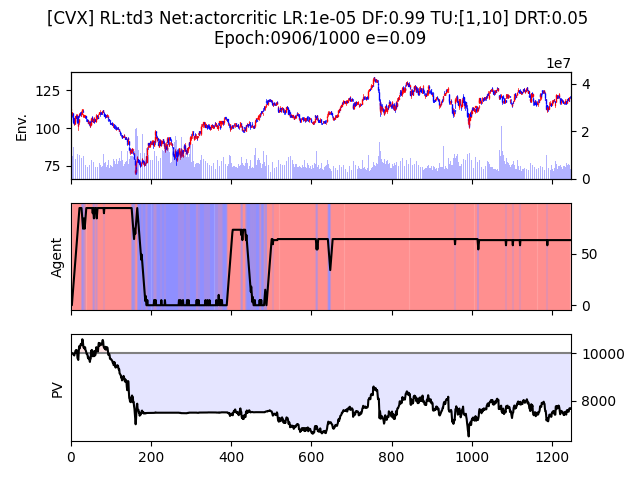 [CVX] RL:td3 Net:actorcritic LR:1e-05 DF:0.99 TU:[1,10] DRT:0.05
Epoch:0906/1000 e=0.09
1e7
125
100
75
Env.
4
2
0
Agent
50
0
PV
10000
8000
0
200
400
600
800
1000
1200